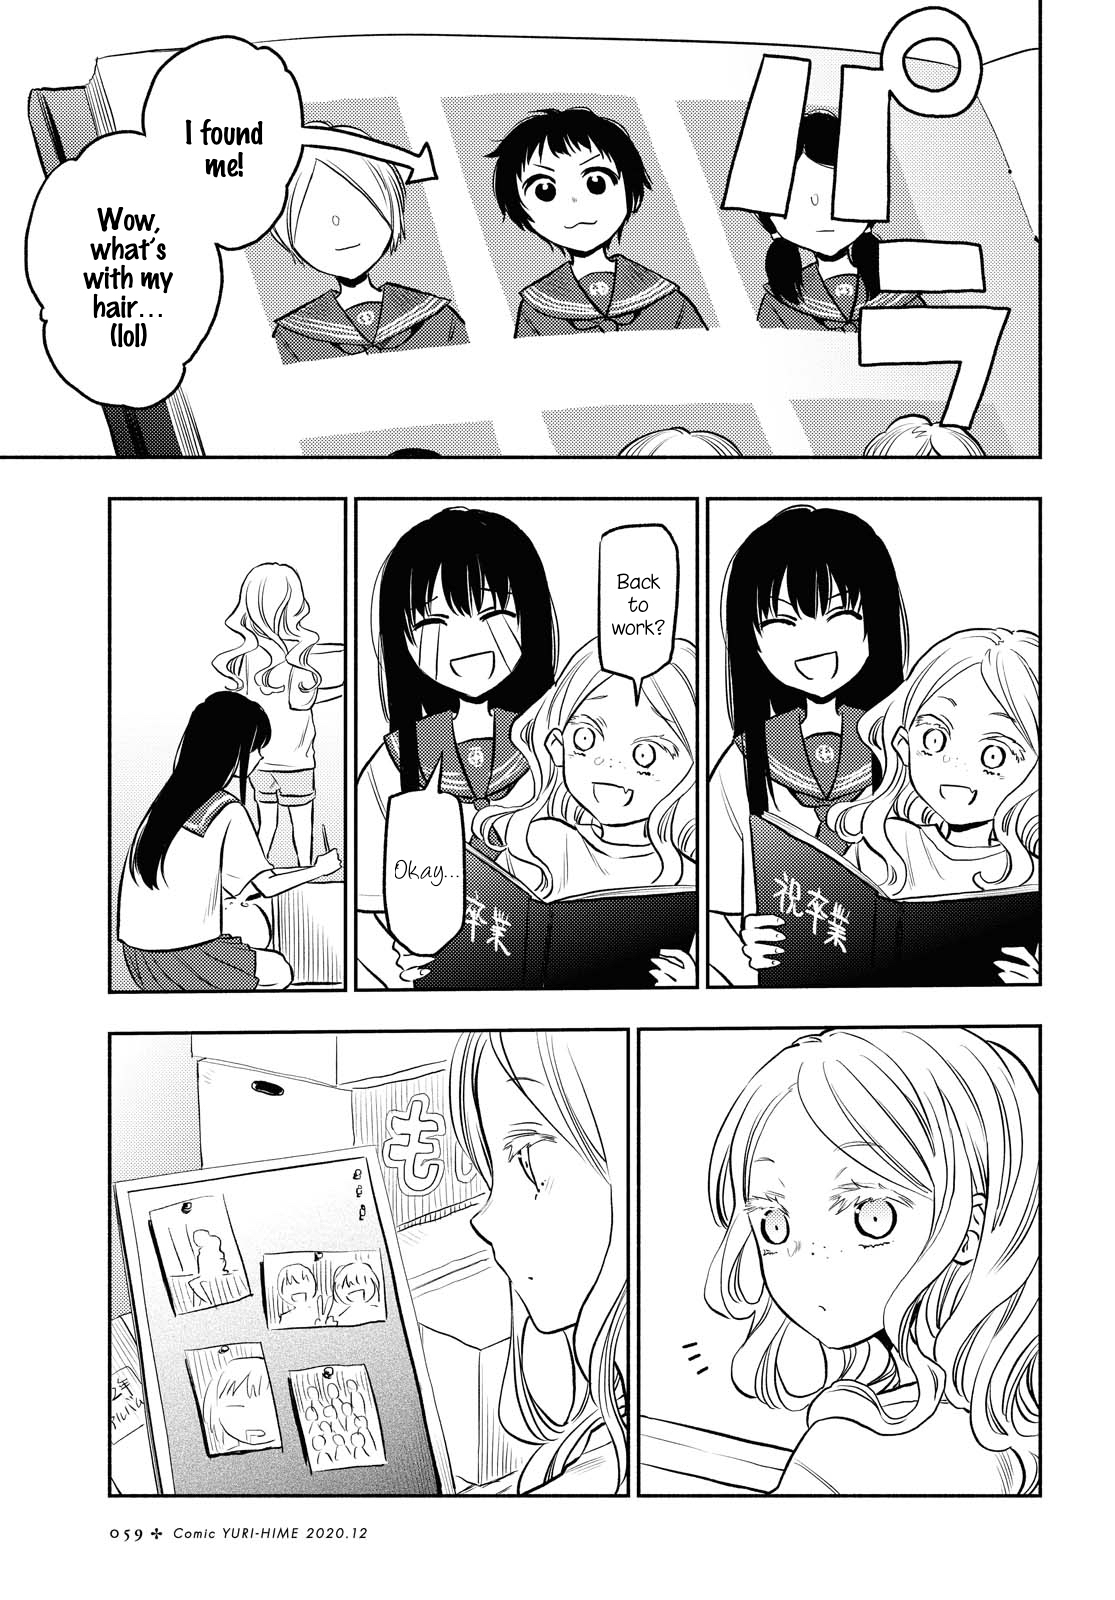 パラ
I found
me!
Wow,
what's
with my
hair...
(lol)
祝卒業
Back
to
work?
Okay...
卒業
も
2年
059 ✣ Comic YURI-HIME 2020.12